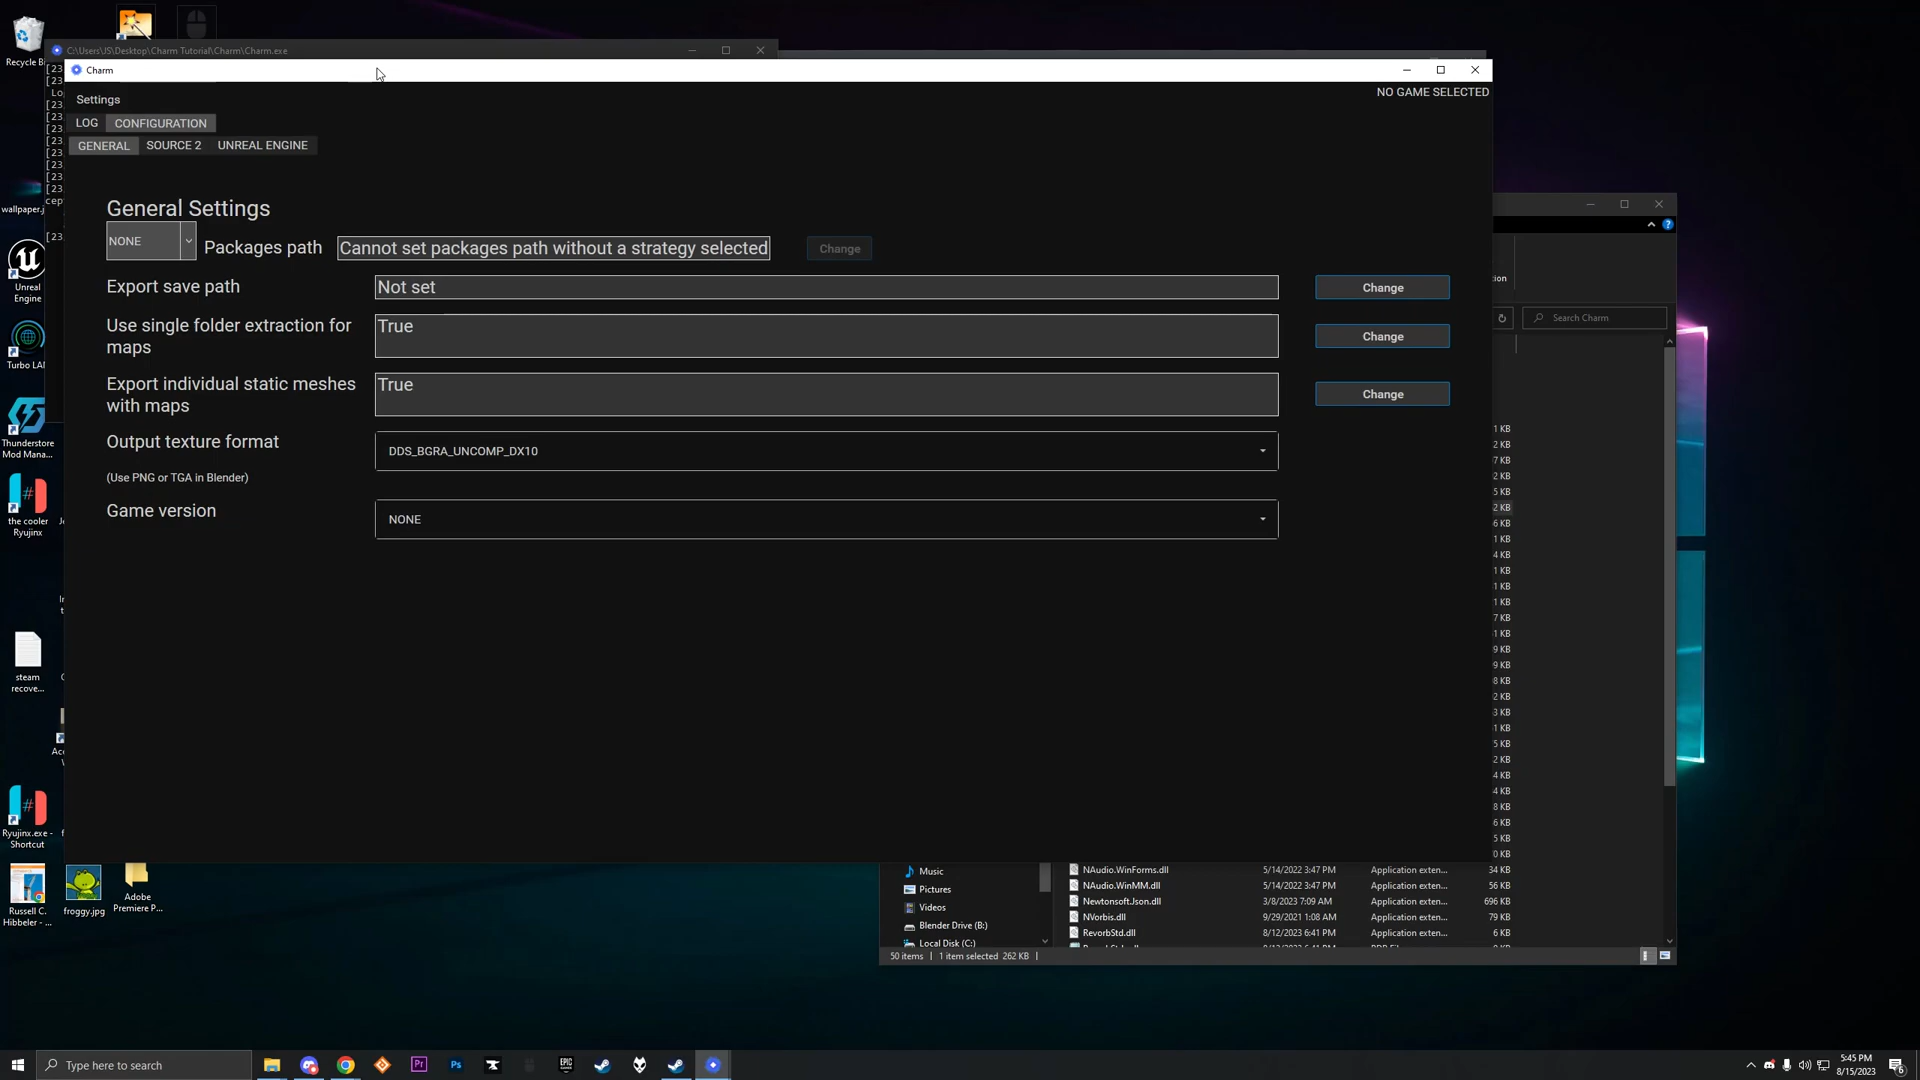 Recycle Bi
C:\Users\US\Desktop\Charm Tutorial\Charm\Charm.exe
Charm
Settings
NO GAME SELECTED
LOG
CONFIGURATION
GENERAL
SOURCE 2
UNREAL ENGINE
General Settings
NONE
Packages path
Cannot set packages path without a strategy selected
Change
Export save path
Not set
Change
Use single folder extraction for
maps
True
Change
Export individual static meshes
with maps
True
Change
Output texture format
DDS_BGRA_UNCOMP_DX10
(Use PNG or TGA in Blender)
Game version
NONE
wallpaper.j
Unreal
Engine
Turbo LAN
Thunderstore
Mod Mana...
the cooler
Ryujinx
steam
recove...
Ryujinx.exe -
Shortcut
Russell C.
Hibbeler - ...
froggy.jpg
Adobe
Premiere P...
Search Charm
Music
Pictures
Videos
Blender Drive (B:)
Local Disk (C:)
NAudio.WinForms.dll 5/14/2022 3:47 PM Application exten... 34 KB
NAudio.WinMM.dll 5/14/2022 3:47 PM Application exten... 56 KB
Newtonsoft.Json.dll 3/8/2023 7:09 AM Application exten... 696 KB
NVorbis.dll 9/29/2021 1:08 AM Application exten... 79 KB
RevorbStd.dll 8/12/2023 6:41 PM Application exten... 6 KB
50 items
1 item selected 262 KB
Type here to search
5:45 PM
8/15/2023